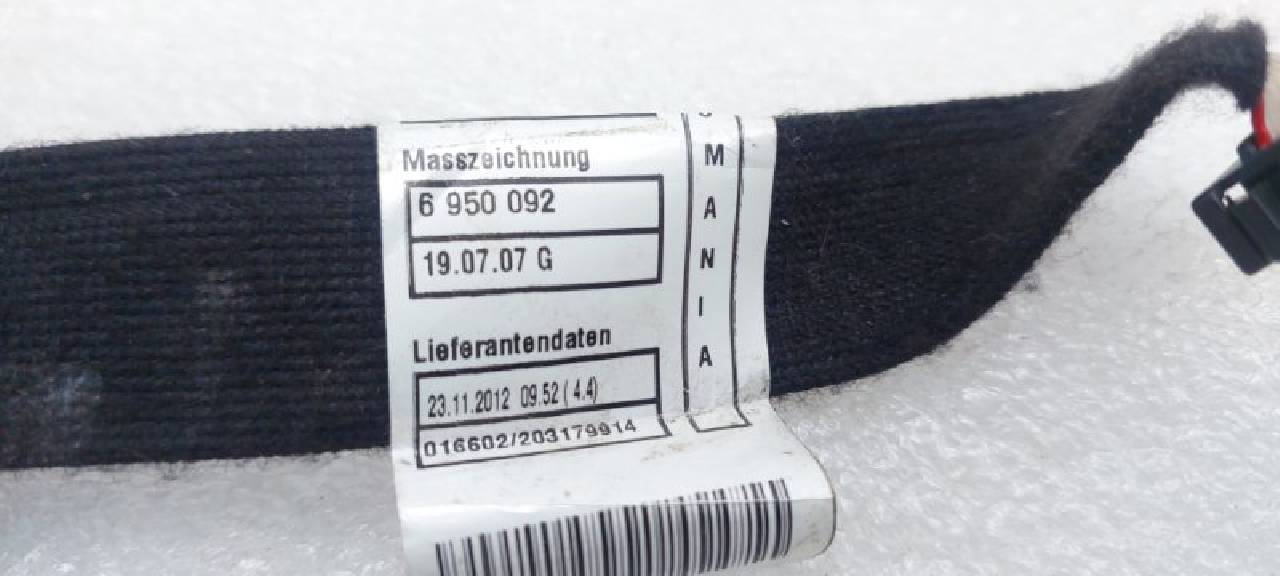 Masszeichnung
6 950 092
19.07.07 G
Lieferantendaten
23.11.2012 09.52 ( 4.4)
016602/203179914
M
A
N
I
A